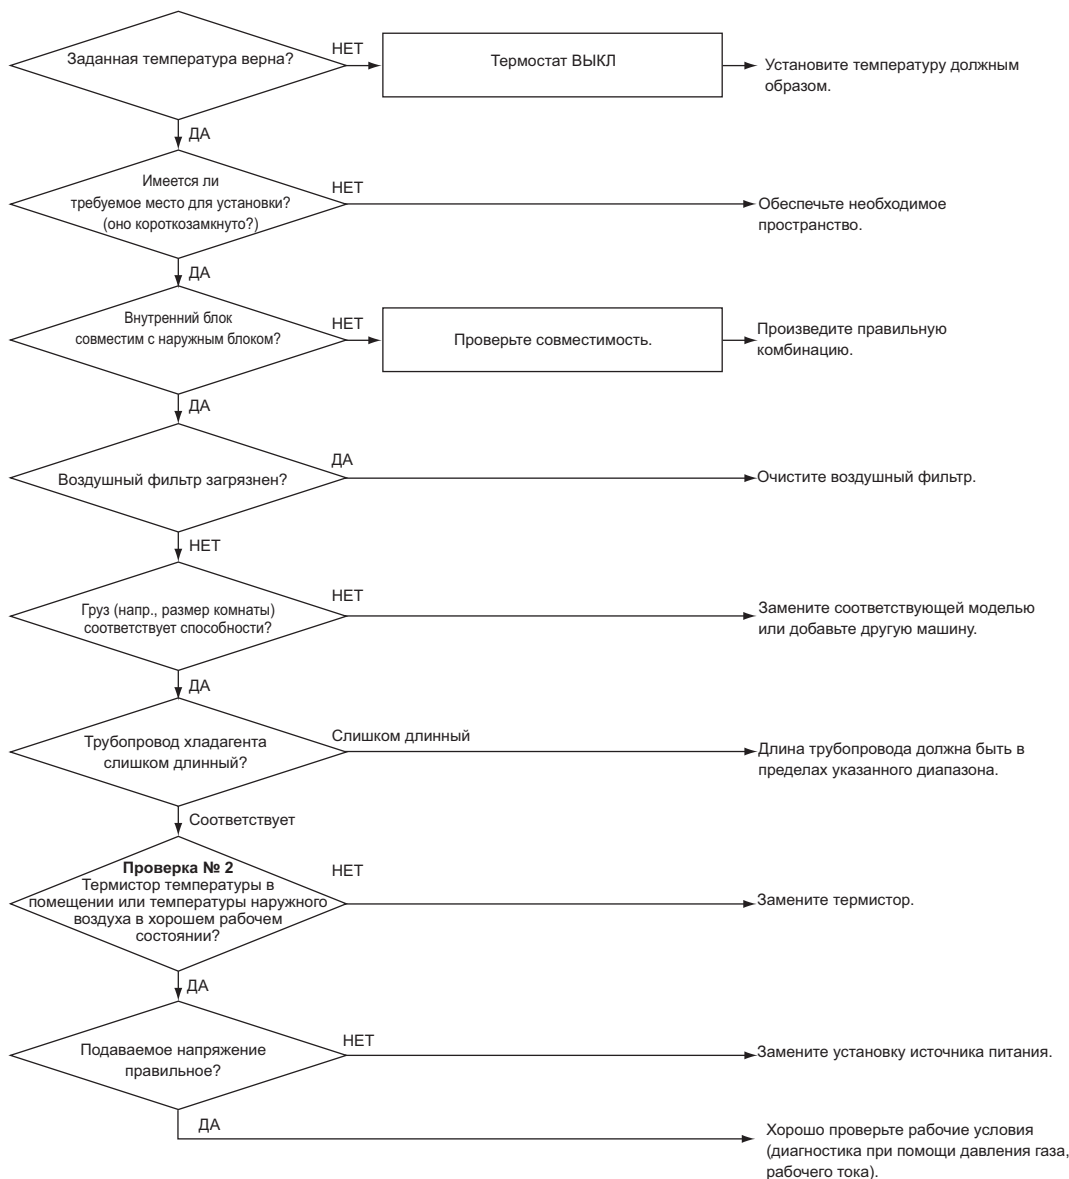 Заданная температура верна?
НЕТ
Термостат ВЫКЛ
Установите температуру должным
образом.
ДА
Имеется ли
требуемое место для установки?
(оно короткозамкнуто?)
НЕТ
Обеспечьте необходимое
пространство.
ДА
Внутренний блок
совместим с наружным блоком?
НЕТ
Проверьте совместимость.
Произведите правильную
комбинацию.
ДА
Воздушный фильтр загрязнен?
ДА
Очистите воздушный фильтр.
НЕТ
Груз (напр., размер комнаты)
соответствует способности?
НЕТ
Замените соответствующей моделью
или добавьте другую машину.
ДА
Трубопровод хладагента
слишком длинный?
Слишком длинный
Длина трубопровода должна быть в
пределах указанного диапазона.
Соответствует
Проверка № 2
Термистор температуры в
помещении или температуры наружного
воздуха в хорошем рабочем
состоянии?
НЕТ
Замените термистор.
ДА
Подаваемое напряжение
правильное?
НЕТ
Замените установку источника питания.
ДА
Хорошо проверьте рабочие условия
(диагностика при помощи давления газа,
рабочего тока).